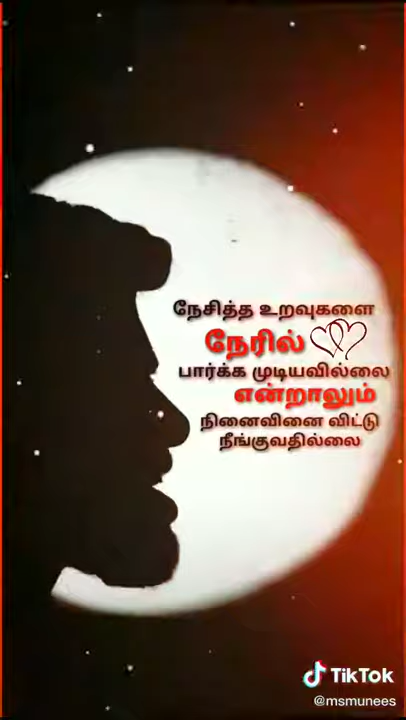 நேசித்த உறவுகளை
நேரில்
பார்க்க முடியவில்லை
என்றாலும்
நினைவினை விட்டு
நீங்குவதில்லை
TikTok
@msmunees